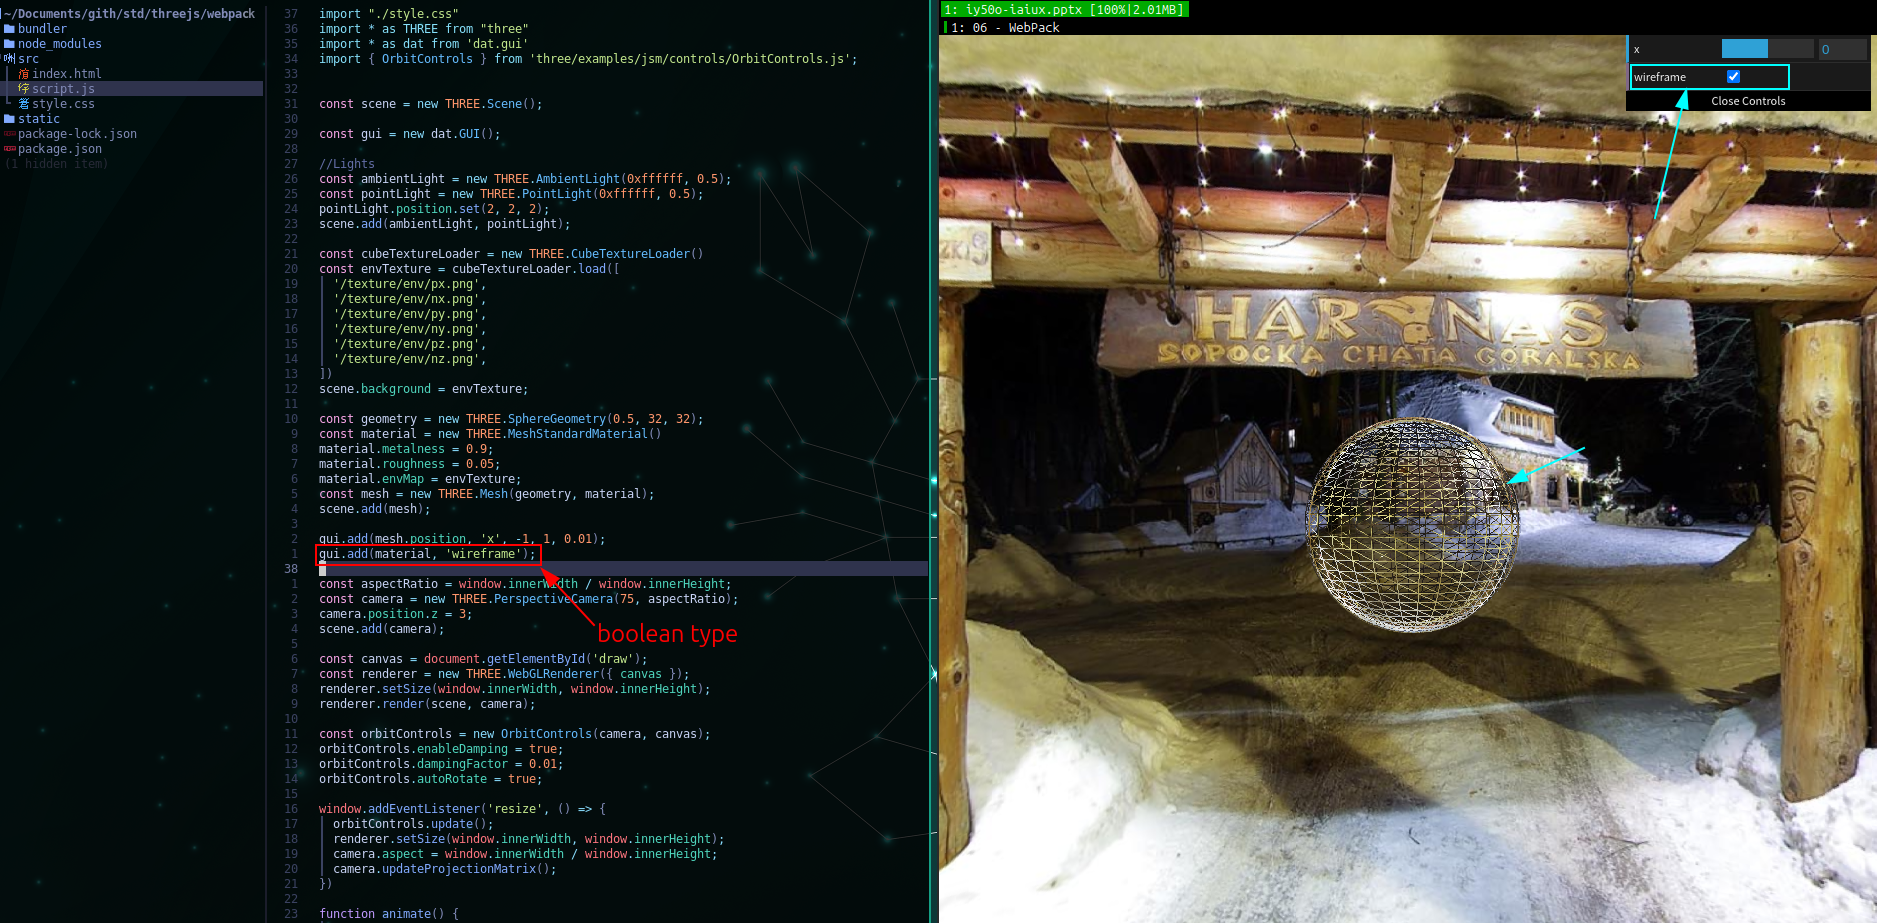 ~/Documents/gith/std/threejs/webpack
bundler
node_modules
src
index.html
script.js
style.css
static
package-lock.json
package.json
(1 hidden item)
37 import "./style.css"
36 import * as THREE from "three"
35 import * as dat from 'dat.gui'
34 import { OrbitControls } from 'three/examples/jsm/controls/OrbitControls.js';
33
32
31 const scene = new THREE.Scene();
30
29 const gui = new dat.GUI();
28
27 //Lights
26 const ambientLight = new THREE.AmbientLight(0xffffff, 0.5);
25 const pointLight = new THREE.PointLight(0xffffff, 0.5);
24 pointLight.position.set(2, 2, 2);
23 scene.add(ambientLight, pointLight);
22
21 const cubeTextureLoader = new THREE.CubeTextureLoader()
20 const envTexture = cubeTextureLoader.load([
19 '/texture/env/px.png',
18 '/texture/env/nx.png',
17 '/texture/env/py.png',
16 '/texture/env/ny.png',
15 '/texture/env/pz.png',
14 '/texture/env/nz.png',
13 ])
12 scene.background = envTexture;
11
10 const geometry = new THREE.SphereGeometry(0.5, 32, 32);
9 const material = new THREE.MeshStandardMaterial()
8 material.metalness = 0.9;
7 material.roughness = 0.05;
6 material.envMap = envTexture;
5 const mesh = new THREE.Mesh(geometry, material);
4 scene.add(mesh);
3
2 gui.add(mesh.position, 'x', -1, 1, 0.01);
1 gui.add(material, 'wireframe');
38
1 const aspectRatio = window.innerWidth / window.innerHeight;
2 const camera = new THREE.PerspectiveCamera(75, aspectRatio);
3 camera.position.z = 3;
4 scene.add(camera);
5
boolean type
6 const canvas = document.getElementById('draw');
7 const renderer = new THREE.WebGLRenderer({ canvas });
8 renderer.setSize(window.innerWidth, window.innerHeight);
9 renderer.render(scene, camera);
10
11 const orbitControls = new OrbitControls(camera, canvas);
12 orbitControls.enableDamping = true;
13 orbitControls.dampingFactor = 0.01;
14 orbitControls.autoRotate = true;
15
16 window.addEventListener('resize', () => {
17 orbitControls.update();
18 renderer.setSize(window.innerWidth, window.innerHeight);
19 camera.aspect = window.innerWidth / window.innerHeight;
20 camera.updateProjectionMatrix();
21 })
22
23 function animate() {
1: iy50o-iaiux.pptx [100%|2.01MB]
1: 06 - WebPack
x 0
wireframe
Close Controls
HARNAŚ
SOPOCKA CHATA GÓRALSKA